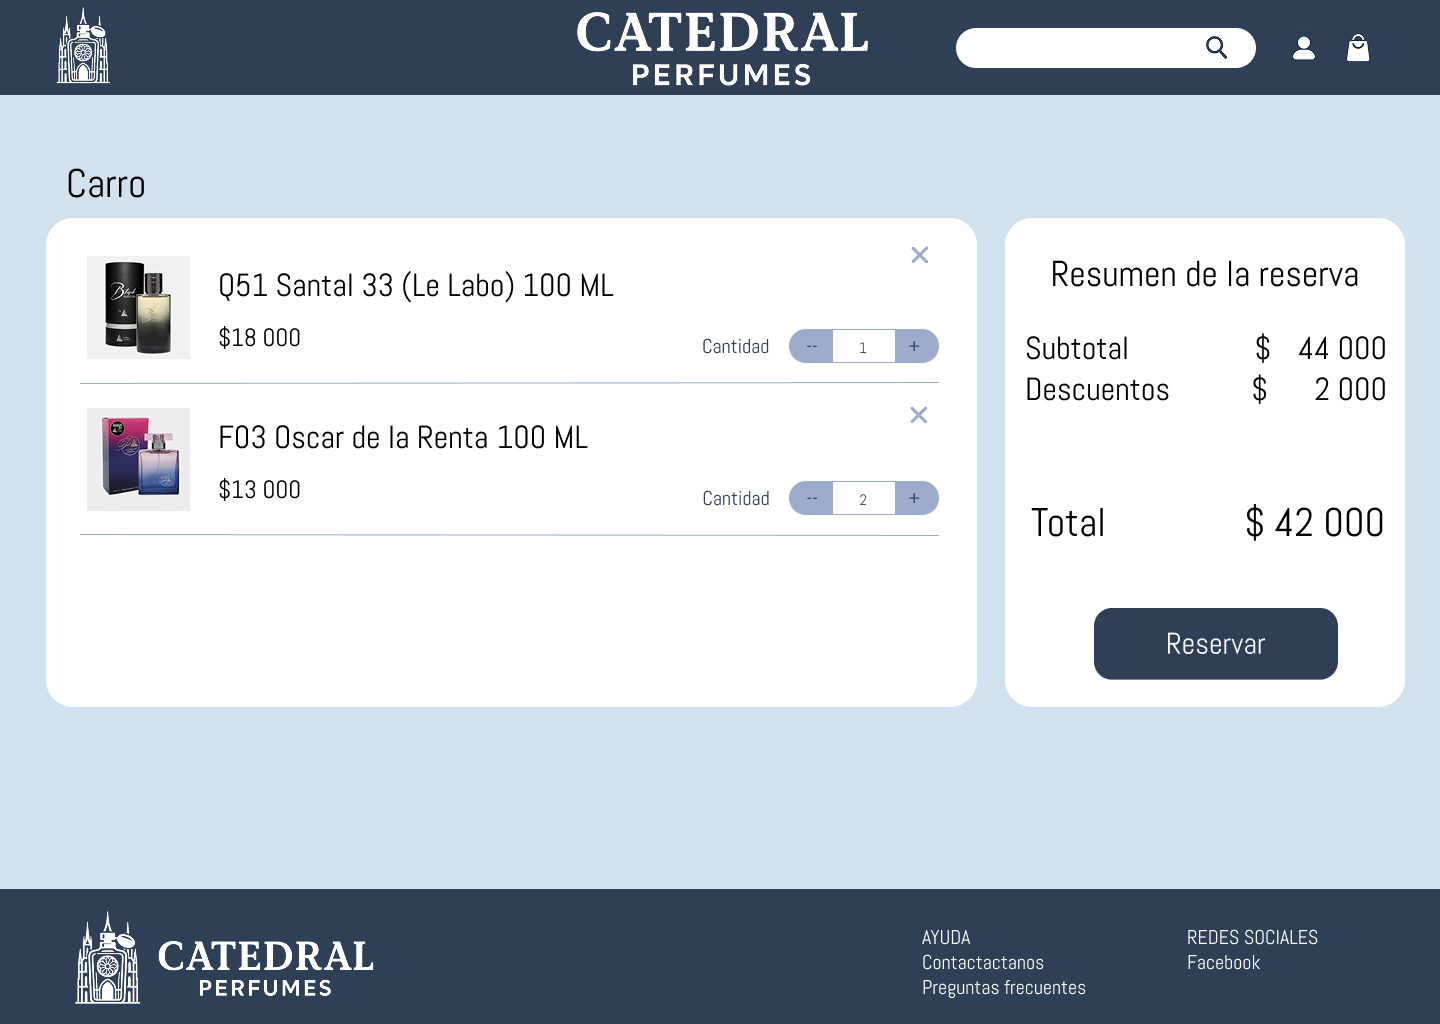 CATEDRAL
PERFUMES
Carro
Q51 Santal 33 (Le Labo) 100 ML
$18 000
Cantidad -- 1 +
F03 Oscar de la Renta 100 ML
$13 000
Cantidad -- 2 +
Resumen de la reserva
Subtotal $ 44 000
Descuentos $ 2 000
Total $ 42 000
Reservar
CATEDRAL
PERFUMES
AYUDA
Contactactanos
Preguntas frecuentes
REDES SOCIALES
Facebook